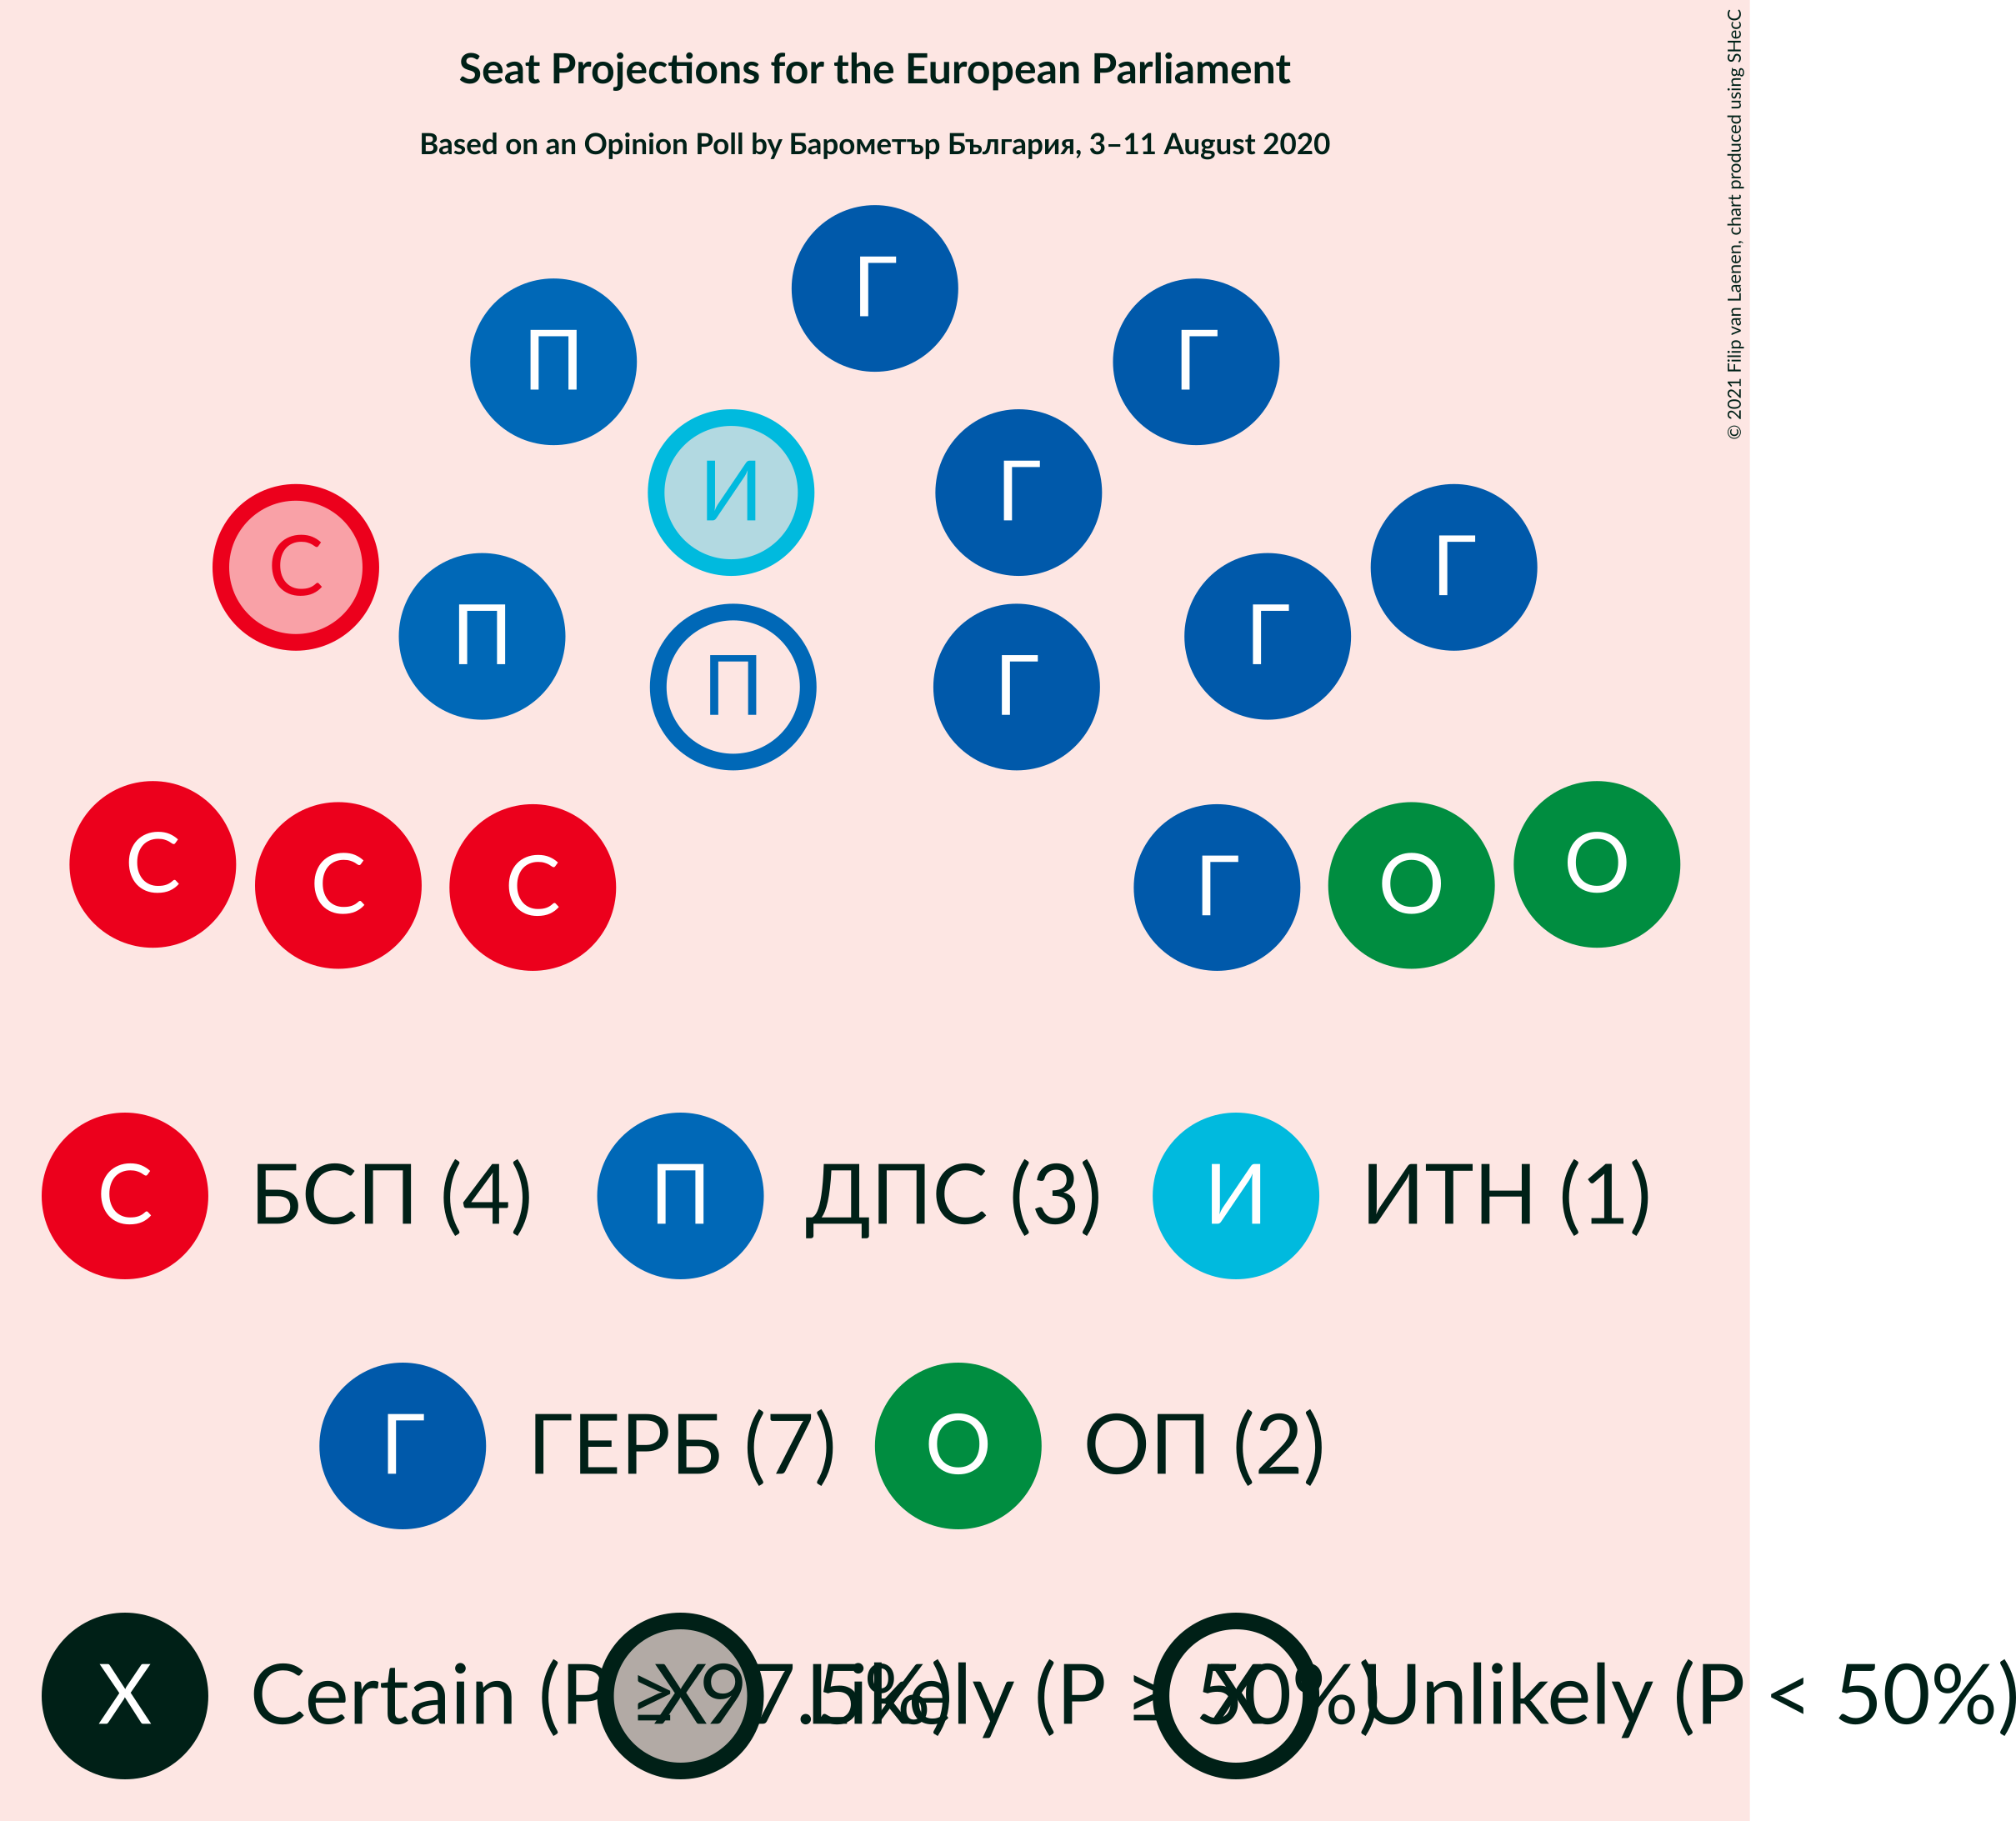 Seat Projections for the European Parliament
Based on an Opinion Poll by Барометър България, 3–11 August 2020
© 2021 Filip van Laenen, chart produced using SHecC
Г
П
Г
И
Г
С
Г
П
Г
П
Г
С
О
С
О
С
Г
С БСП (4) П ДПС (3) И ИТН (1)
Г ГЕРБ (7) О ОП (2)
X Certain (P ≥ 97.5%) X Likely (P ≥ 50%) X Unlikely (P < 50%)